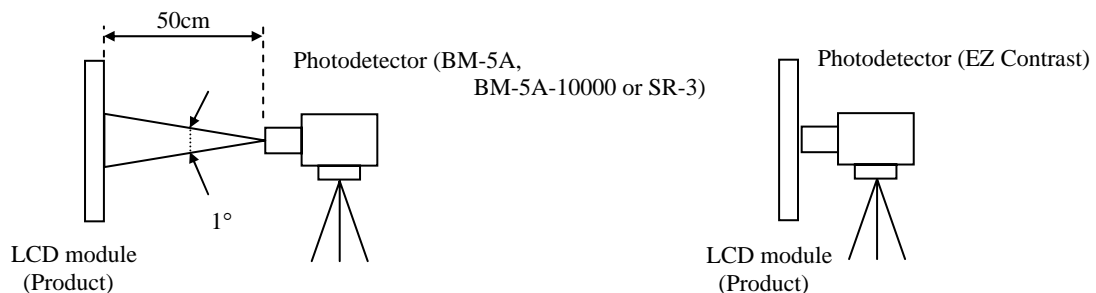 50cm
Photodetector (BM-5A,
BM-5A-10000 or SR-3)
1°
LCD module
(Product)
Photodetector (EZ Contrast)
LCD module
(Product)